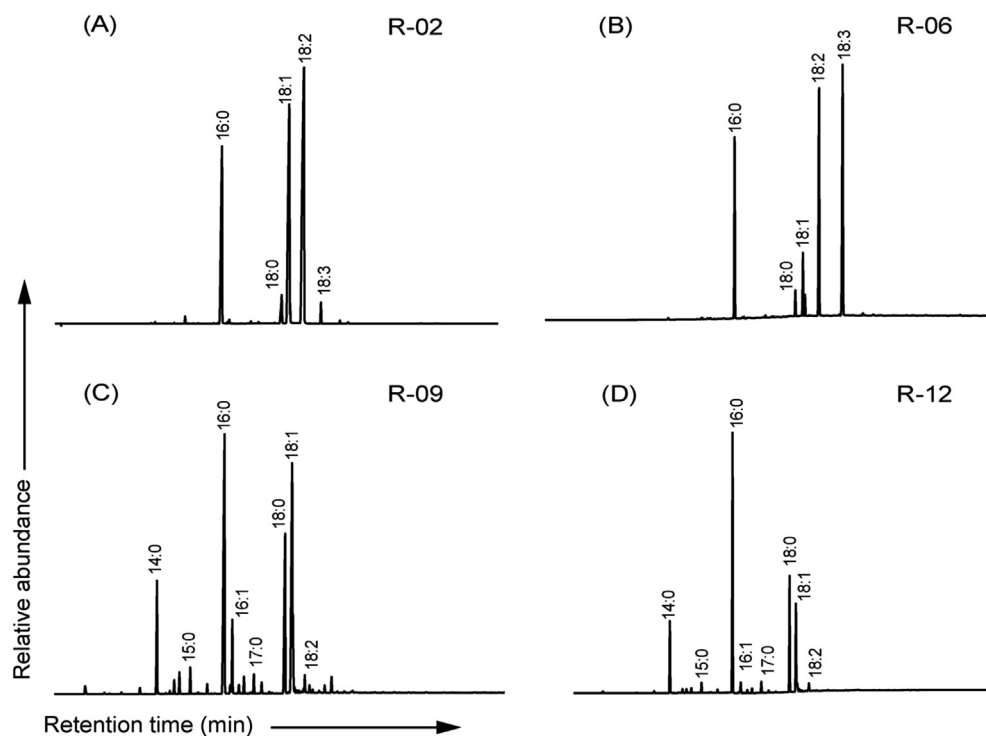 (A)
R-02
16:0
18:0
18:1
18:2
18:3
(B)
R-06
16:0
18:0
18:1
18:2
18:3
(C)
R-09
14:0
15:0
16:0
16:1
17:0
18:0
18:1
18:2
(D)
R-12
14:0
15:0
16:0
16:1
17:0
18:0
18:1
18:2
Relative abundance
Retention time (min)